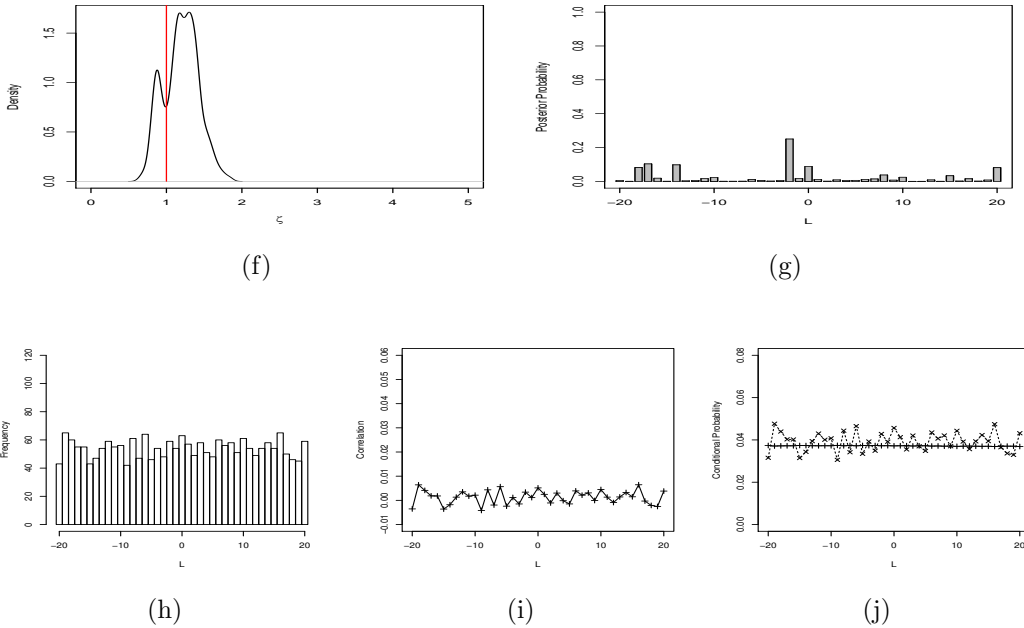 Density
0.0 0.5 1.0 1.5
0 1 2 3 4 5
ζ
(f)
Posterior Probability
0.0 0.2 0.4 0.6 0.8 1.0
−20 −10 0 10 20
L
(g)
Frequency
0 20 40 60 80 100 120
−20 −10 0 10 20
L
(h)
Correlation
−0.01 0.00 0.01 0.02 0.03 0.04 0.05 0.06
−20 −10 0 10 20
L
(i)
Conditional Probability
0.00 0.02 0.04 0.06 0.08
−20 −10 0 10 20
L
(j)